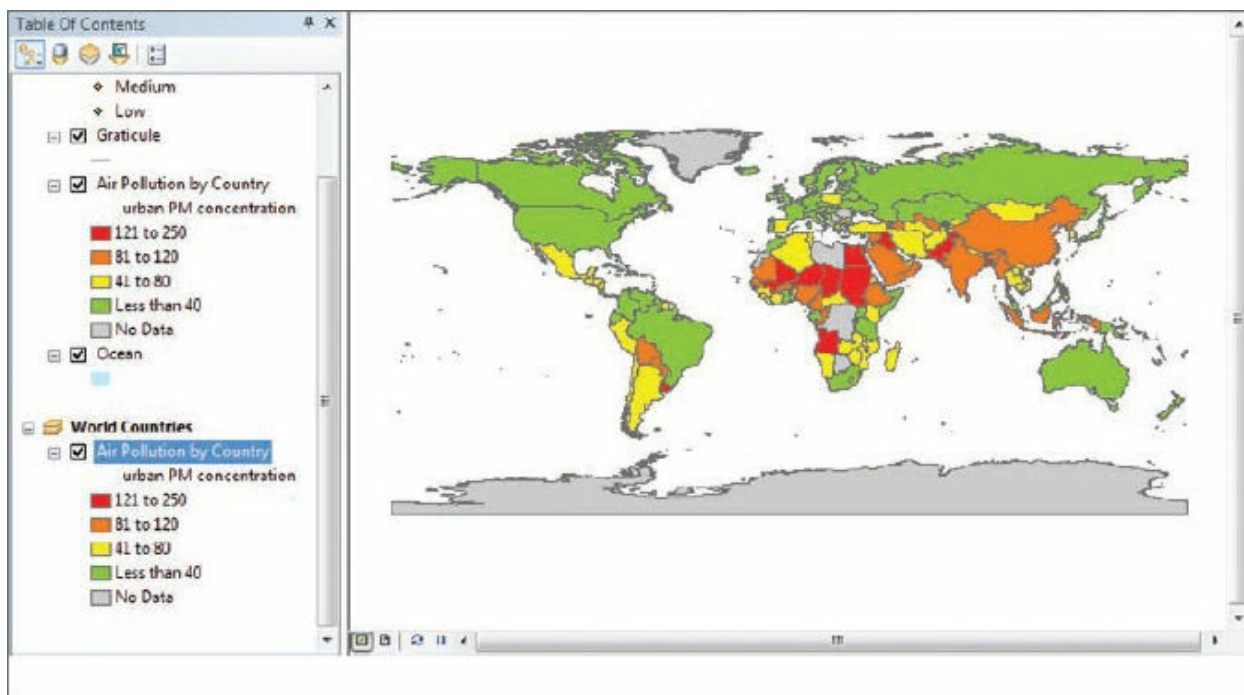 Table Of Contents
Medium
Low
Graticule
Air Pollution by Country
urban PM concentration
121 to 250
81 to 120
41 to 80
Less than 40
No Data
Ocean
World Countries
Air Pollution by Country
urban PM concentration
121 to 250
81 to 120
41 to 80
Less than 40
No Data